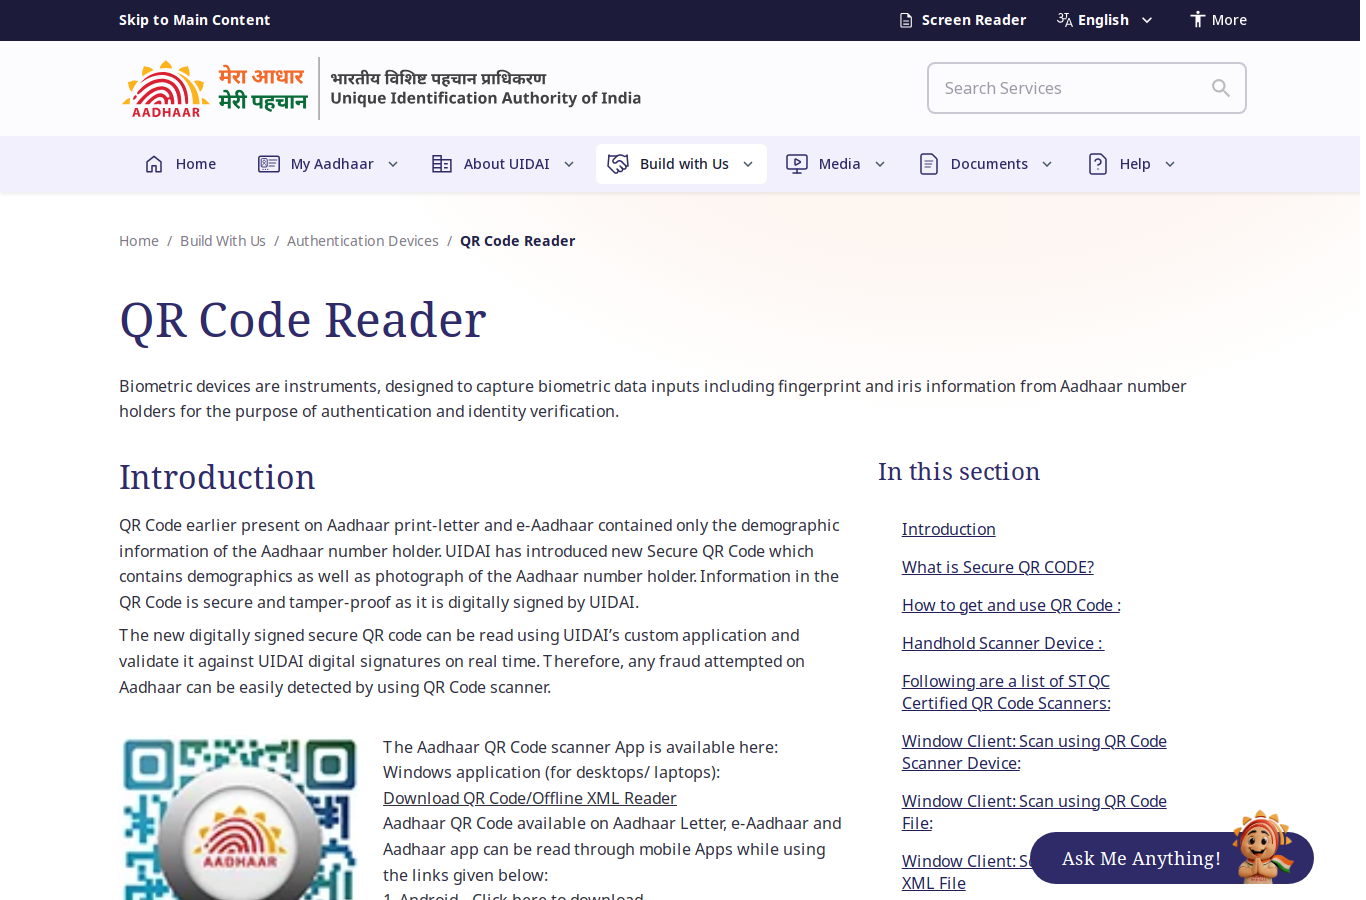 Skip to Main Content
Screen Reader
English
More
AADHAAR
मेरा आधार
मेरी पहचान
भारतीय विशिष्ट पहचान प्राधिकरण
Unique Identification Authority of India
Search Services
Home
My Aadhaar
About UIDAI
Build with Us
Media
Documents
Help
Home / Build With Us / Authentication Devices / QR Code Reader
QR Code Reader
Biometric devices are instruments, designed to capture biometric data inputs including fingerprint and iris information from Aadhaar number
holders for the purpose of authentication and identity verification.
Introduction
QR Code earlier present on Aadhaar print-letter and e-Aadhaar contained only the demographic
information of the Aadhaar number holder. UIDAI has introduced new Secure QR Code which
contains demographics as well as photograph of the Aadhaar number holder. Information in the
QR Code is secure and tamper-proof as it is digitally signed by UIDAI.
The new digitally signed secure QR code can be read using UIDAI’s custom application and
validate it against UIDAI digital signatures on real time. Therefore, any fraud attempted on
Aadhaar can be easily detected by using QR Code scanner.
AADHAAR
The Aadhaar QR Code scanner App is available here:
Windows application (for desktops/ laptops):
Download QR Code/Offline XML Reader
Aadhaar QR Code available on Aadhaar Letter, e-Aadhaar and
Aadhaar app can be read through mobile Apps while using
the links given below:
1. Android - Click here to download
In this section
Introduction
What is Secure QR CODE?
How to get and use QR Code :
Handhold Scanner Device :
Following are a list of STQC
Certified QR Code Scanners:
Window Client: Scan using QR Code
Scanner Device:
Window Client: Scan using QR Code
File:
Window Client:
XML File
Ask Me Anything!